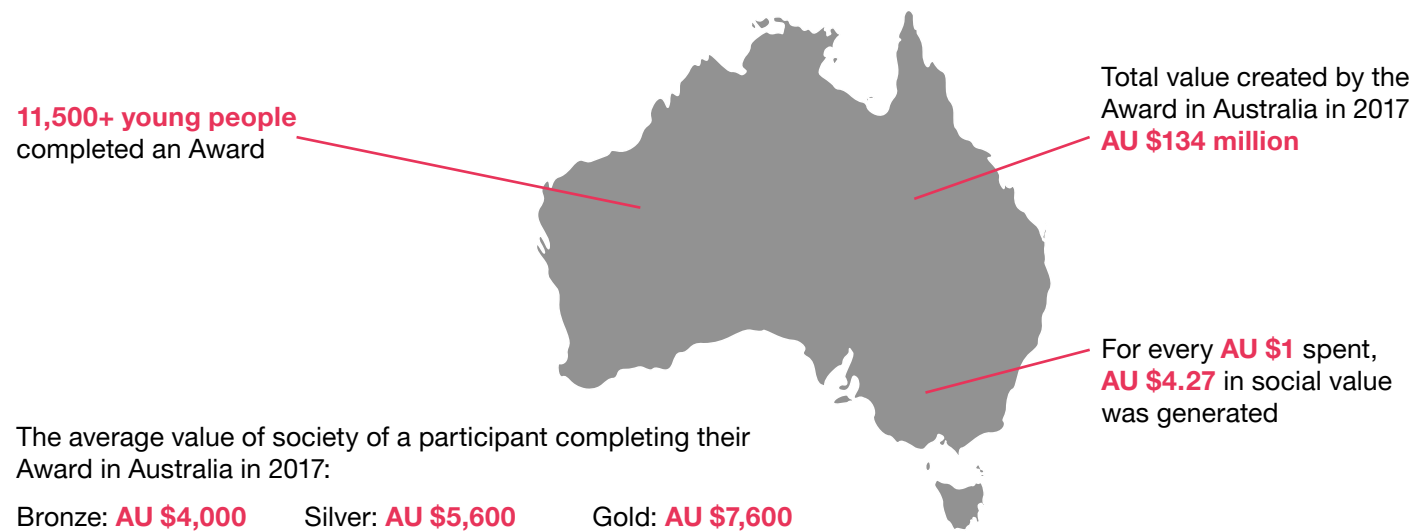 11,500+ young people
completed an Award
Total value created by the
Award in Australia in 2017
AU $134 million
For every AU $1 spent,
AU $4.27 in social value
was generated
The average value of society of a participant completing their
Award in Australia in 2017:
Bronze: AU $4,000 Silver: AU $5,600 Gold: AU $7,600